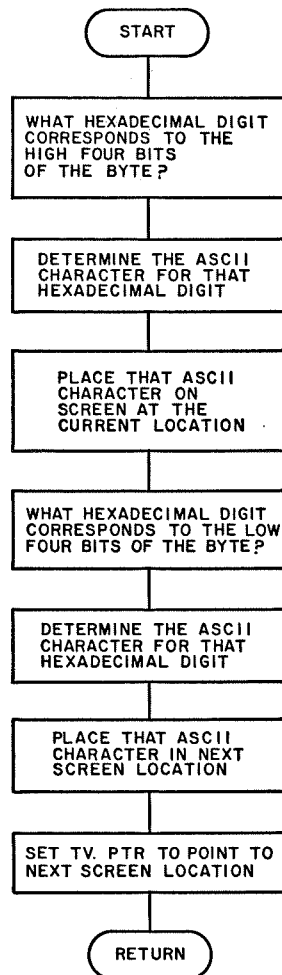 START
WHAT HEXADECIMAL DIGIT
CORRESPONDS TO THE
HIGH FOUR BITS
OF THE BYTE?
DETERMINE THE ASCII
CHARACTER FOR THAT
HEXADECIMAL DIGIT
PLACE THAT ASCII
CHARACTER ON
SCREEN AT THE
CURRENT LOCATION
WHAT HEXADECIMAL DIGIT
CORRESPONDS TO THE LOW
FOUR BITS OF THE BYTE?
DETERMINE THE ASCII
CHARACTER FOR THAT
HEXADECIMAL DIGIT
PLACE THAT ASCII
CHARACTER IN NEXT
SCREEN LOCATION
SET TV. PTR TO POINT TO
NEXT SCREEN LOCATION
RETURN